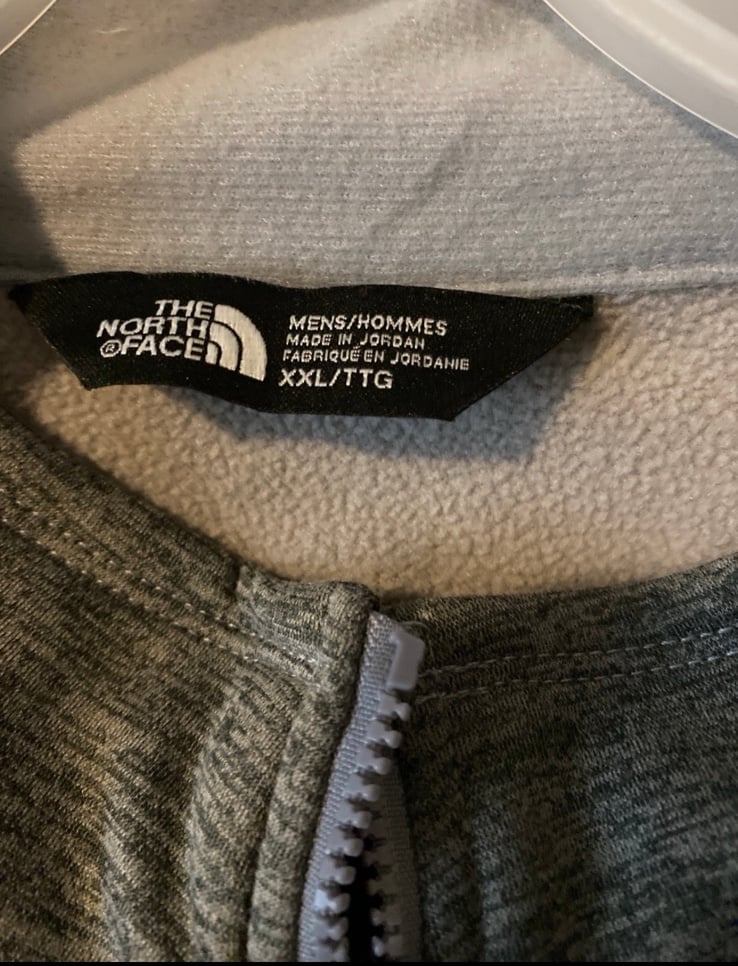 THE
NORTH
®FACE
MENS/HOMMES
MADE IN JORDAN
FABRIQUÉ EN JORDANIE
XXL/TTG